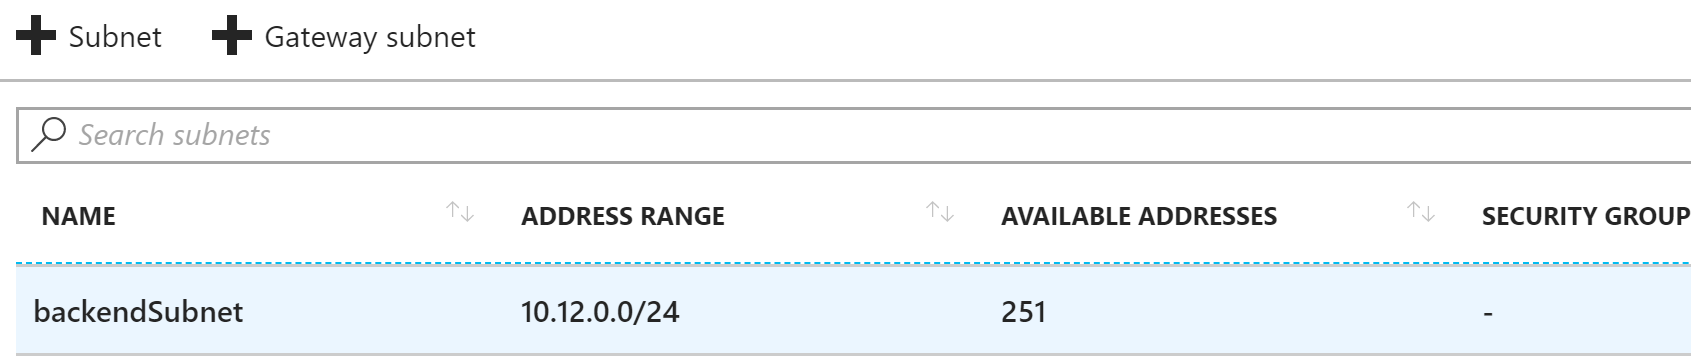 Subnet Gateway subnet
Search subnets
NAME ADDRESS RANGE AVAILABLE ADDRESSES SECURITY GROUP
backendSubnet 10.12.0.0/24 251 -